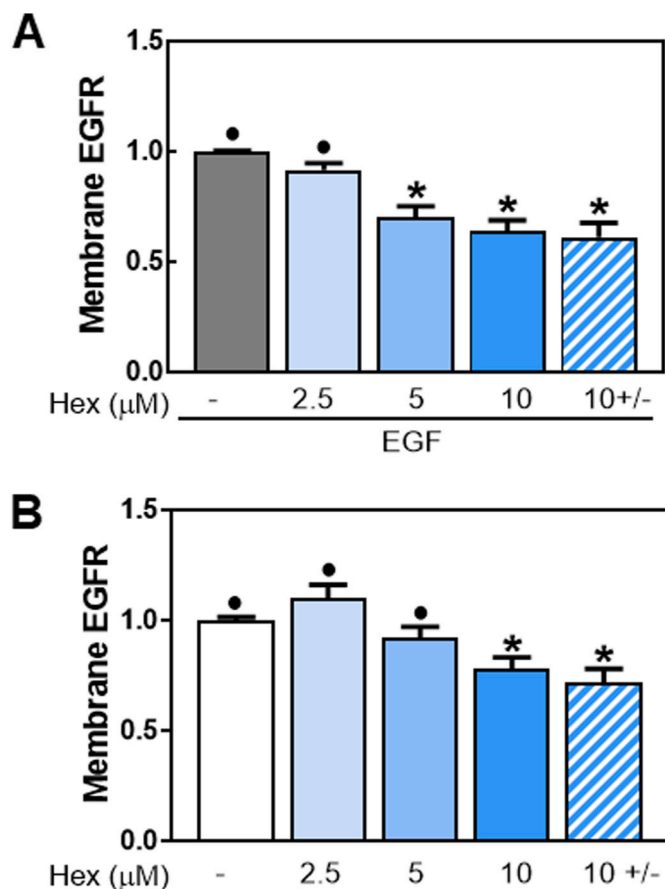 A
Membrane EGFR
1.5
1.0
0.5
0.0
* * *
Hex (μM) - 2.5 5 10 10+/-
EGF
B
Membrane EGFR
1.5
1.0
0.5
0.0
* *
Hex (μM) - 2.5 5 10 10 +/-